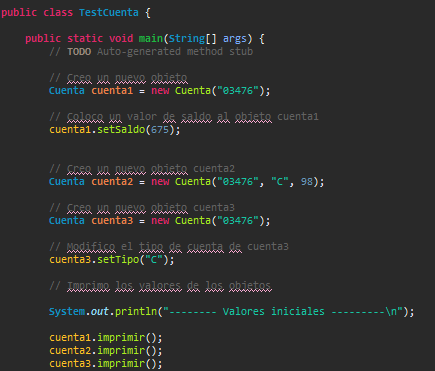 public class TestCuenta {
public static void main(String[] args) {
// TODO Auto-generated method stub
// Creo un nuevo objeto
Cuenta cuenta1 = new Cuenta("03476");
// Coloco un valor de saldo al objeto cuenta1
cuenta1.setSaldo(675);
// Creo un nuevo objeto cuenta2
Cuenta cuenta2 = new Cuenta("03476", "C", 98);
// Creo un nuevo objeto cuenta3
Cuenta cuenta3 = new Cuenta("03476");
// Modifico el tipo de cuenta de cuenta3
cuenta3.setTipo("C");
// Imprimo los valores de los objetos
System.out.println("-------- Valores iniciales ---------\n");
cuenta1.imprimir();
cuenta2.imprimir();
cuenta3.imprimir();